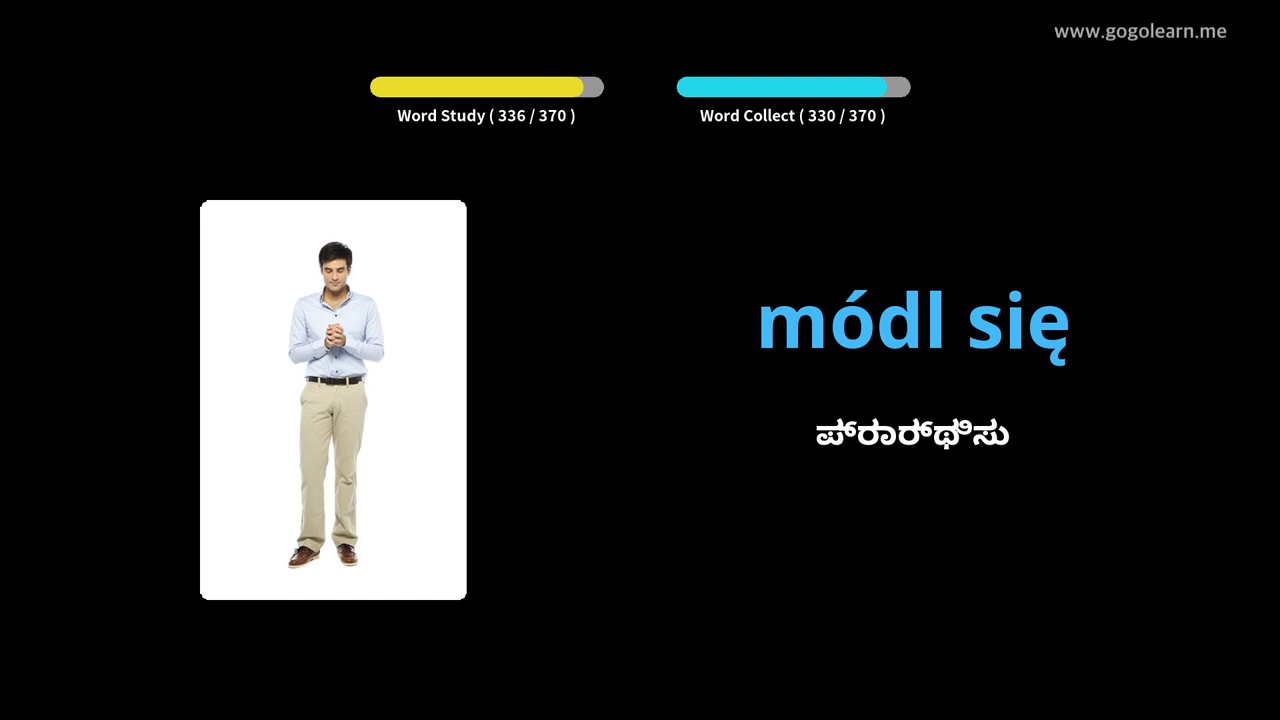 www.gogolearn.me
Word Study ( 336 / 370 )
Word Collect ( 330 / 370 )
módl się
ಪ್ರಾರ್ಥಿಸು